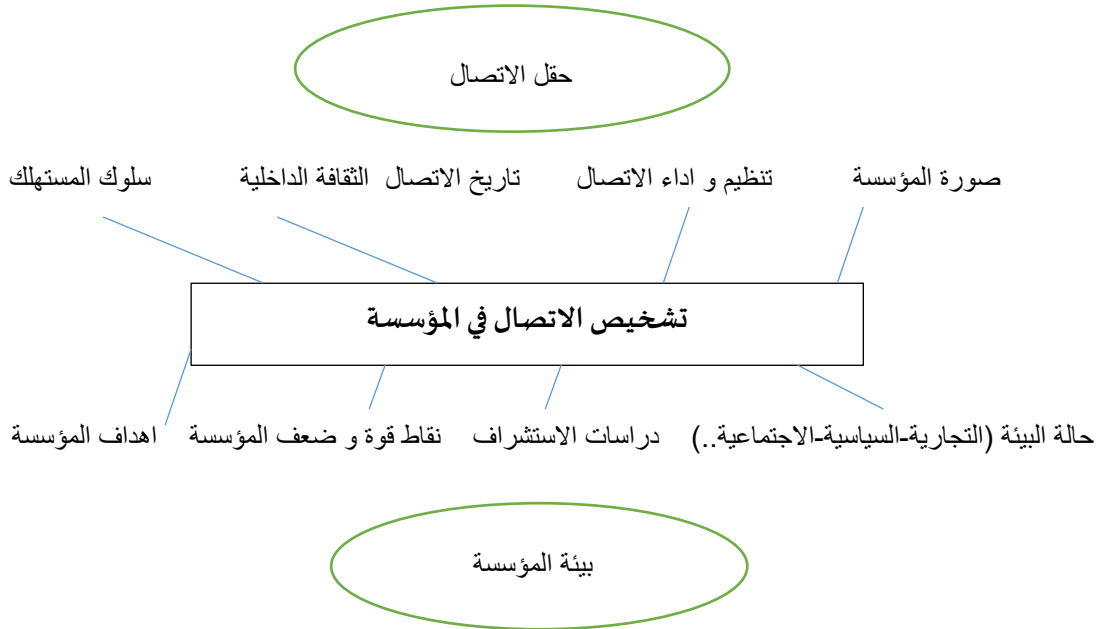 حقل الاتصال
صورة المؤسسة تنظيم و اداء الاتصال تاريخ الاتصال الثقافة الداخلية سلوك المستهلك
تشخيص الاتصال في المؤسسة
حالة البيئة (التجارية-السياسية-الاجتماعية..) دراسات الاستشراف نقاط قوة و ضعف المؤسسة اهداف المؤسسة
بيئة المؤسسة